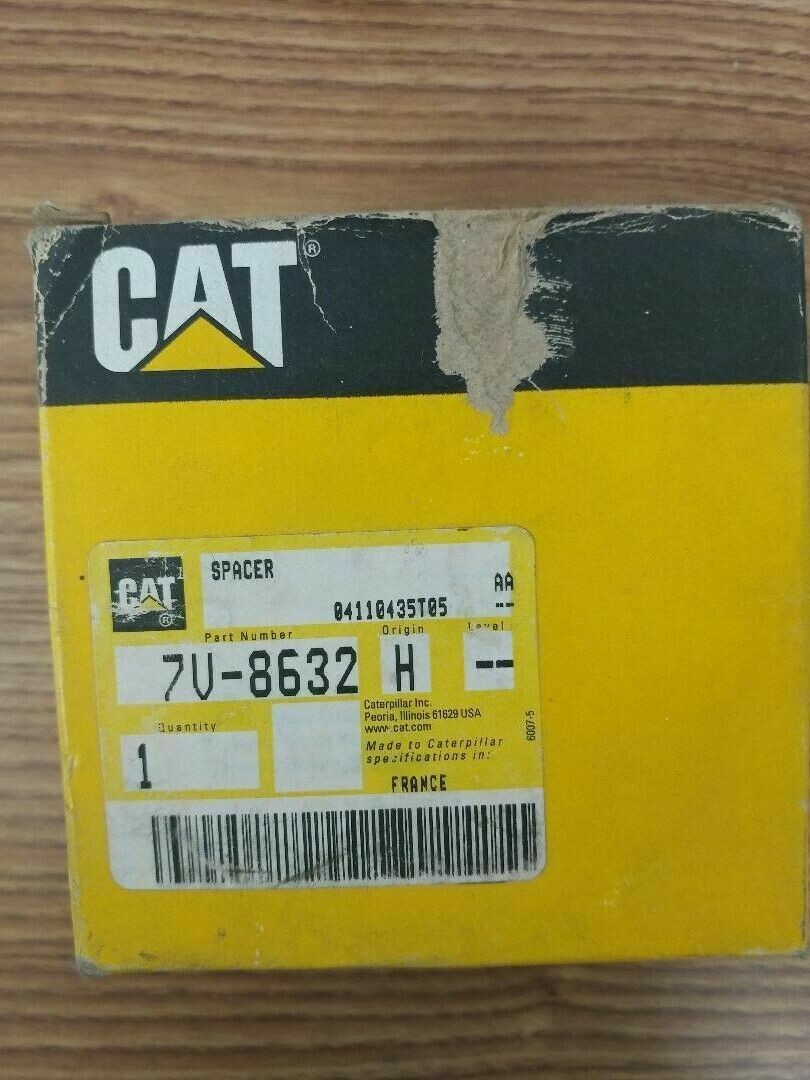 CAT ®
CAT ®
SPACER
AA
04110435T05 --
Part Number Origin Level
7V-8632 H --
Caterpillar Inc.
Peoria, Illinois 61629 USA
www.cat.com
Quantity
1
Made to Caterpillar
specifications in:
FRANCE
6007-5